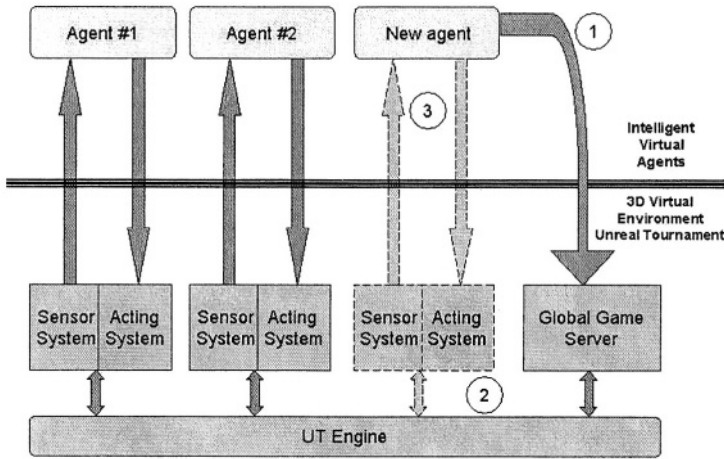 Agent #1
Agent #2
New agent
1
3
Intelligent
Virtual
Agents
3D Virtual
Environment
Unreal Tournament
Sensor
System
Acting
System
Sensor
System
Acting
System
Sensor
System
Acting
System
Global Game
Server
2
UT Engine